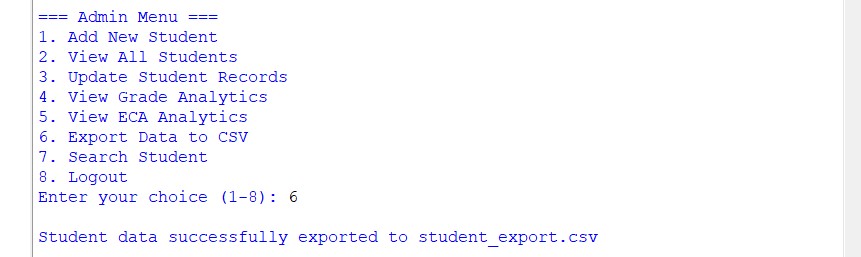 === Admin Menu ===
1. Add New Student
2. View All Students
3. Update Student Records
4. View Grade Analytics
5. View ECA Analytics
6. Export Data to CSV
7. Search Student
8. Logout
Enter your choice (1-8): 6
Student data successfully exported to student_export.csv